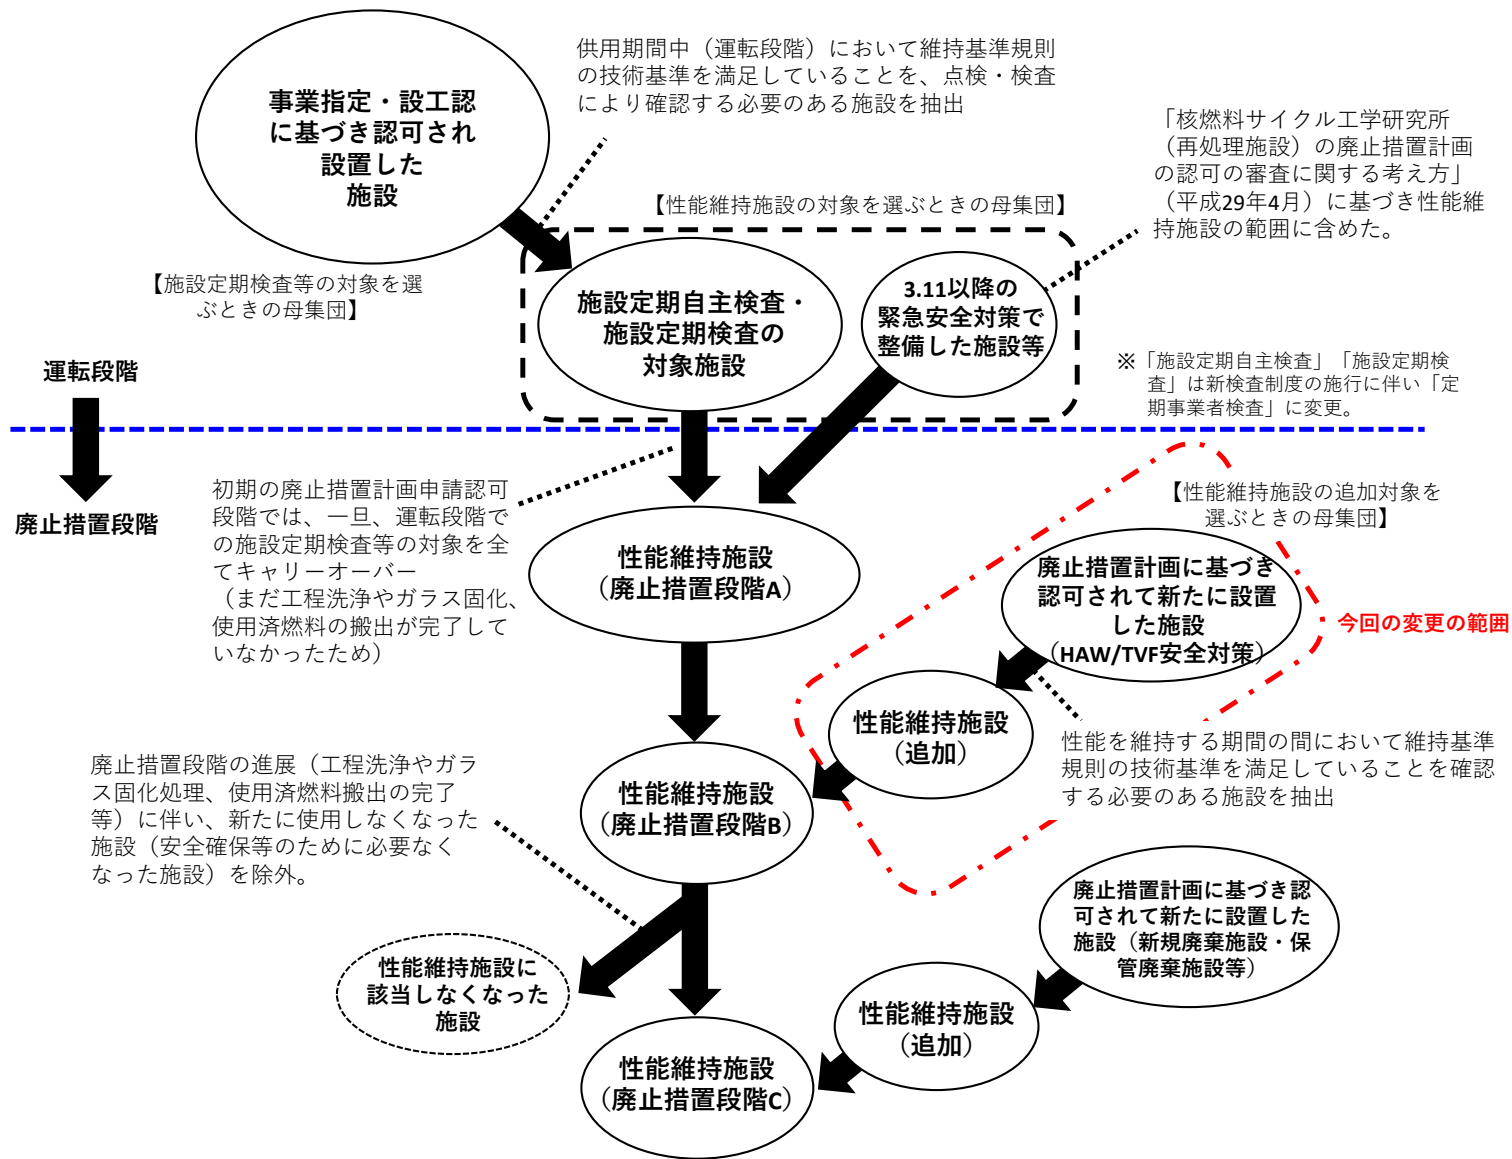 事業指定・設工認
に基づき認可され
設置した
施設
供用期間中（運転段階）において維持基準規則
の技術基準を満足していることを、点検・検査
により確認する必要のある施設を抽出
「核燃料サイクル工学研究所
（再処理施設）の廃止措置計画
の認可の審査に関する考え方」
（平成29年4月）に基づき性能維
持施設の範囲に含めた。
【性能維持施設の対象を選ぶときの母集団】
【施設定期検査等の対象を選
ぶときの母集団】
施設定期自主検査・
施設定期検査の
対象施設
3.11以降の
緊急安全対策で
整備した施設等
※「施設定期自主検査」「施設定期検
査」は新検査制度の施行に伴い「定
期事業者検査」に変更。
運転段階
廃止措置段階
初期の廃止措置計画申請認可
段階では、一旦、運転段階で
の施設定期検査等の対象を全
てキャリーオーバー
（まだ工程洗浄やガラス固化、
使用済燃料の搬出が完了して
いなかったため）
性能維持施設
（廃止措置段階A）
【性能維持施設の追加対象を
選ぶときの母集団】
廃止措置計画に基づき
認可されて新たに設置
した施設
（HAW/TVF安全対策）
今回の変更の範囲
性能維持施設
（追加）
性能を維持する期間の間において維持基準
規則の技術基準を満足していることを確認
する必要のある施設を抽出
廃止措置段階の進展（工程洗浄やガラ
ス固化処理、使用済燃料搬出の完了
等）に伴い、新たに使用しなくなった
施設（安全確保等のために必要なく
なった施設）を除外。
性能維持施設
（廃止措置段階B）
廃止措置計画に基づき認
可されて新たに設置した
施設（新規廃棄施設・保
管廃棄施設等）
性能維持施設に
該当しなくなった
施設
性能維持施設
（追加）
性能維持施設
（廃止措置段階C）